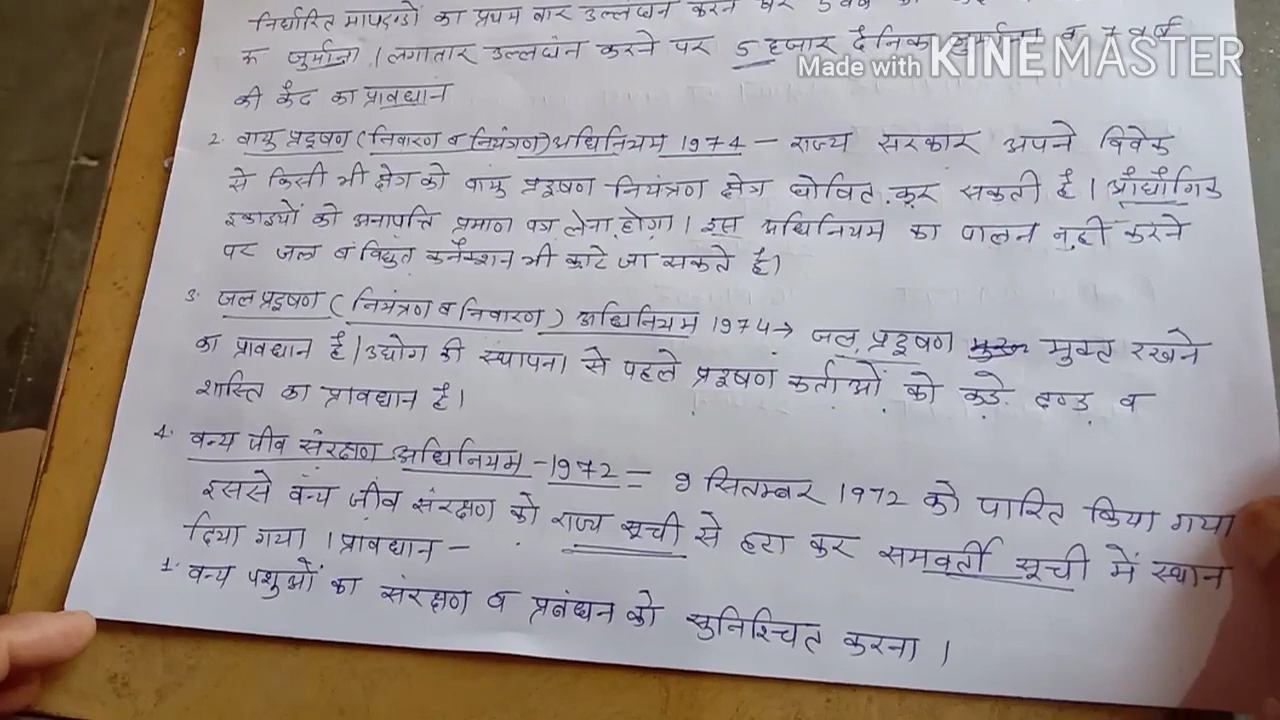 निर्धारित मापदण्डों का प्रथम बार उल्लंघन करने पर 5 वर्ष
क जुर्माना । लगातार उल्लघंन करने पर 5 हजार दैनिक जुर्माना व 7 वर्ष
Made with KINEMASTER
की कैद का प्रावधान
2. वायु प्रदूषण (निवारण व नियंत्रण) अधिनियम 1974 – राज्य सरकार अपने विवेक
से किसी भी क्षेत्र को वायु प्रदूषण नियंत्रण क्षेत्र घोषित कर सकती है । प्रौद्यौगिक
इकाइयों को अनापत्ति प्रमाण पत्र लेना होगा । इस अधिनियम का पालन नहीं करने
पर जल व विद्युत कनैक्शन भी काटे जा सकते है।
3. जल प्रदूषण (नियंत्रण व निवारण) अधिनियम 1974 → जल प्रदूषण मुक्त रखने
का प्रावधान है । उद्योग की स्थापना से पहले प्रदूषण कर्ताओं को कड़े दण्ड व
शास्ति का प्रावधान है।
4. वन्य जीव संरक्षण अधिनियम – 1972 = 9 सितम्बर 1972 को पारित किया गया
इससे वन्य जीव संरक्षण को राज्य सूची से हटा कर समवर्ती सूची में स्थान
दिया गया । प्रावधान –
1. वन्य पशुओं का संरक्षण व प्रबंधन को सुनिश्चित करना ।